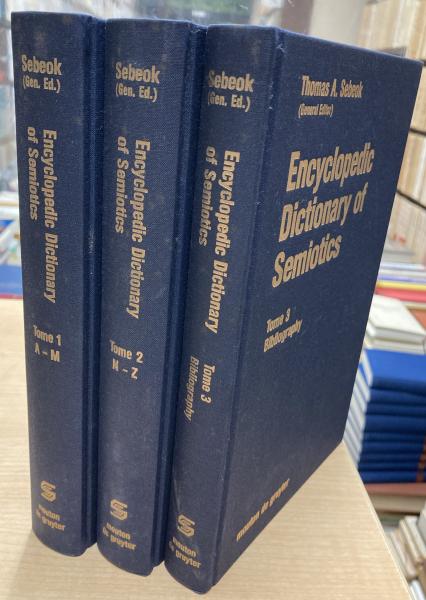 Sebeok
(Gen. Ed.)
Encyclopedic Dictionary
of Semiotics
Tome 1
A – M
mouton
de gruyter
Sebeok
(Gen. Ed.)
Encyclopedic Dictionary
of Semiotics
Tome 2
N – Z
mouton
de gruyter
Sebeok
(Gen. Ed.)
Encyclopedic Dictionary
of Semiotics
Tome 3
Bibliography
mouton
de gruyter
Thomas A. Sebeok
(General Editor)
Encyclopedic
Dictionary of
Semiotics
Tome 3
Bibliography
mouton de gruyter